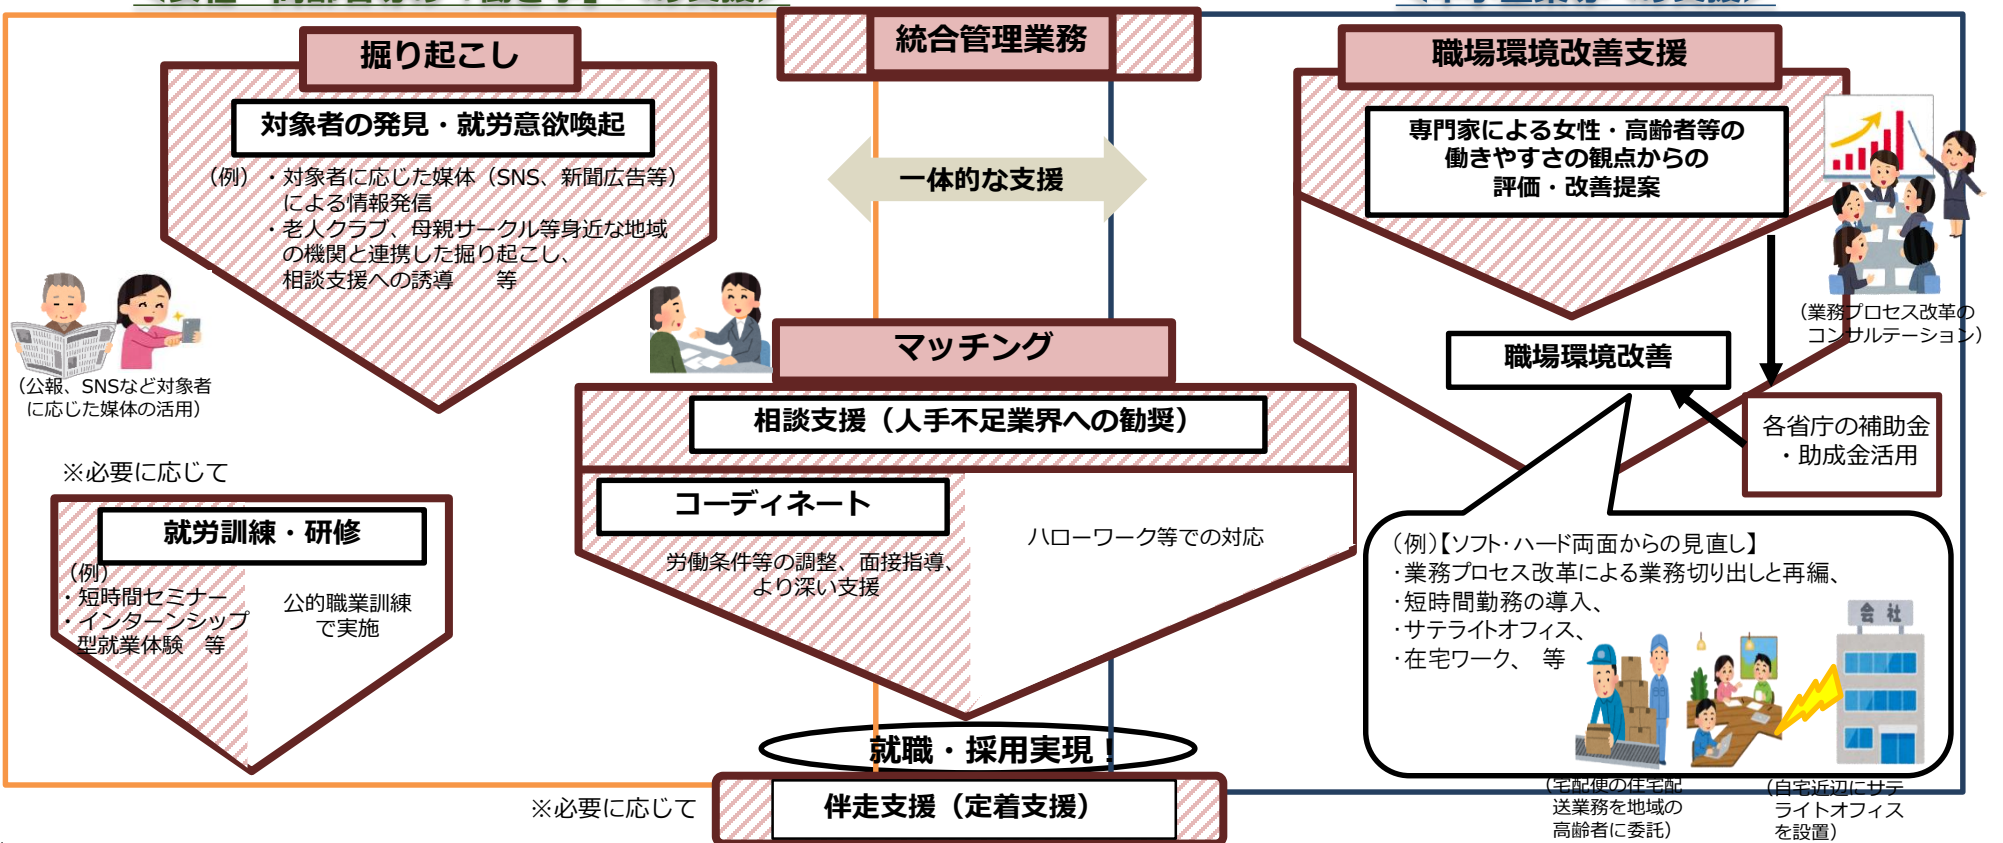 統合管理業務
一体的な支援
掘り起こし
対象者の発見・就労意欲喚起
(例)・対象者に応じた媒体(SNS、新聞広告等)
による情報発信
・老人クラブ、母親サークル等身近な地域
の機関と連携した掘り起こし、
相談支援への誘導 等
(公報、SNSなど対象者
に応じた媒体の活用)
※必要に応じて
就労訓練・研修
(例)
・短時間セミナー
・インターンシップ
型就業体験 等
公的職業訓練
で実施
マッチング
相談支援(人手不足業界への勧奨)
コーディネート
労働条件等の調整、面接指導、
より深い支援
ハローワーク等での対応
就職・採用実現!
※必要に応じて
伴走支援(定着支援)
職場環境改善支援
専門家による女性・高齢者等の
働きやすさの観点からの
評価・改善提案
(業務プロセス改革の
コンサルテーション)
職場環境改善
各省庁の補助金
・助成金活用
(例)【ソフト・ハード両面からの見直し】
・業務プロセス改革による業務切り出しと再編、
・短時間勤務の導入、
・サテライトオフィス、
・在宅ワーク、 等
会社
(宅配便の住宅配
送業務を地域の
高齢者に委託)
(自宅近辺にサテ
ライトオフィス
を設置)